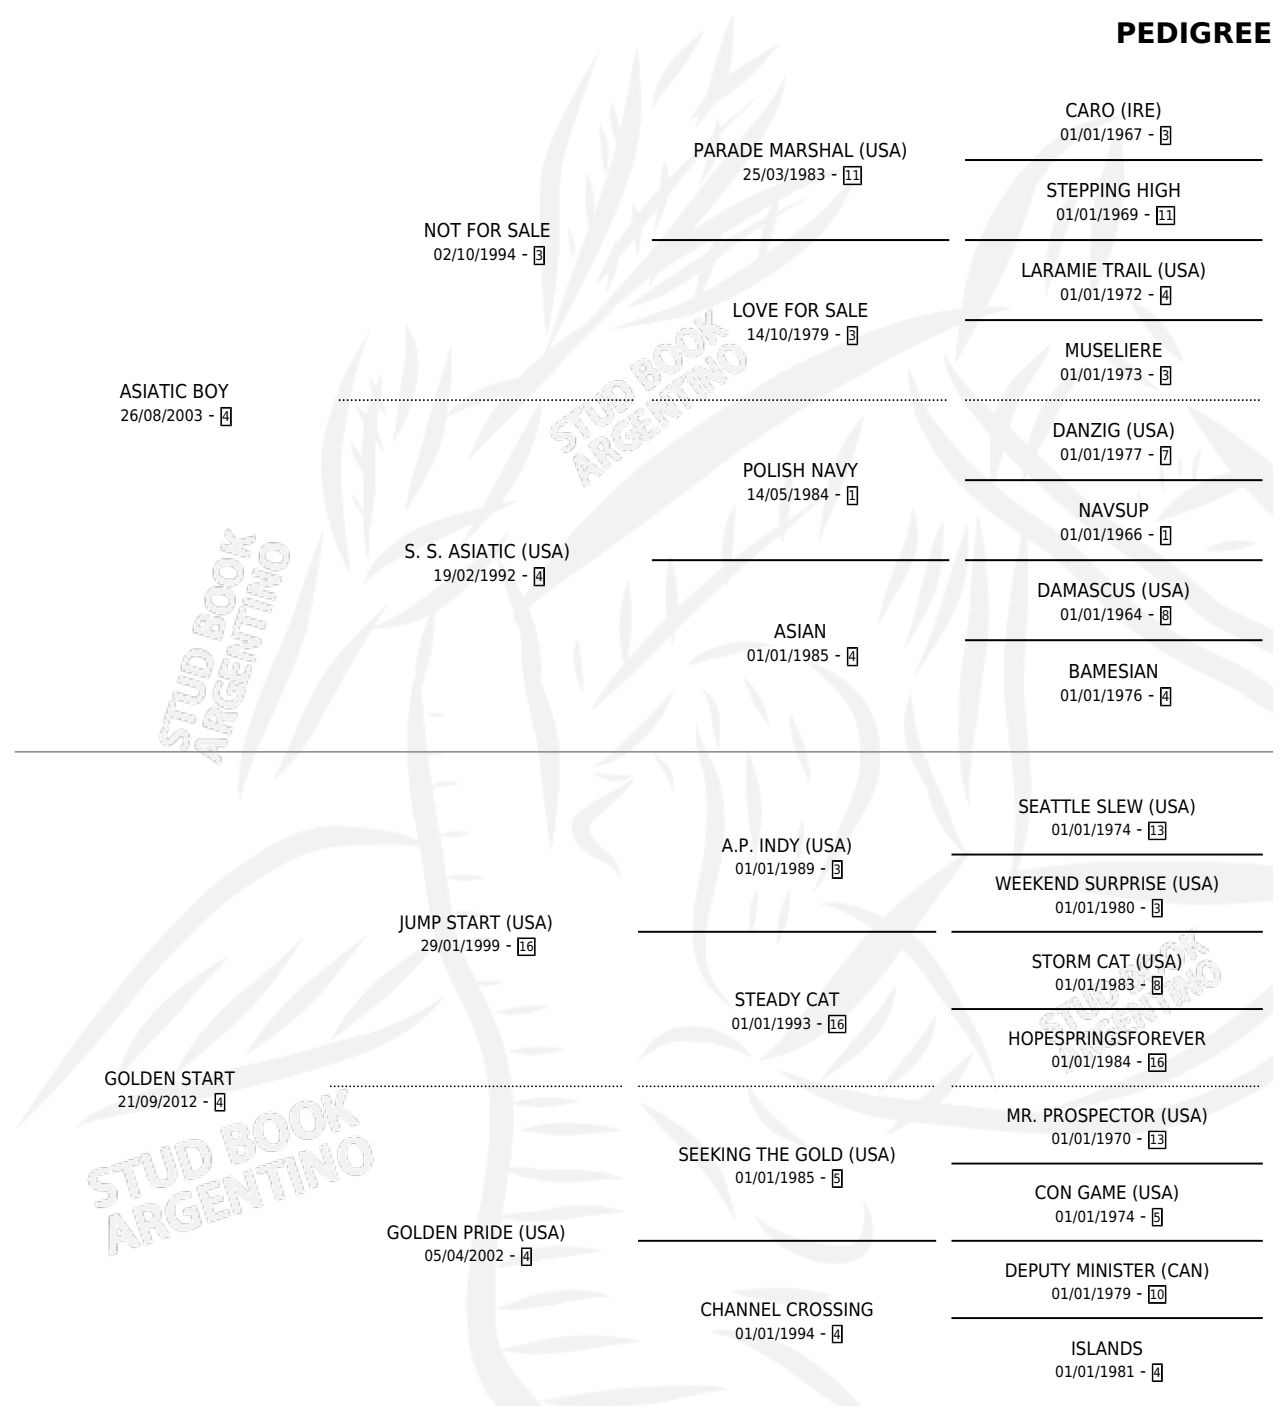 PEDIGREE
CARO (IRE)
01/01/1967 - 3
PARADE MARSHAL (USA)
25/03/1983 - 11
STEPPING HIGH
01/01/1969 - 11
NOT FOR SALE
02/10/1994 - 3
LARAMIE TRAIL (USA)
01/01/1972 - 4
LOVE FOR SALE
14/10/1979 - 3
MUSELIERE
01/01/1973 - 3
ASIATIC BOY
26/08/2003 - 4
DANZIG (USA)
01/01/1977 - 7
POLISH NAVY
14/05/1984 - 1
NAVSUP
01/01/1966 - 1
S. S. ASIATIC (USA)
19/02/1992 - 4
DAMASCUS (USA)
01/01/1964 - 8
ASIAN
01/01/1985 - 4
BAMESIAN
01/01/1976 - 4
STUD BOOK
ARGENTINO
STUD BOOK
ARGENTINO
SEATTLE SLEW (USA)
01/01/1974 - 13
A.P. INDY (USA)
01/01/1989 - 3
WEEKEND SURPRISE (USA)
01/01/1980 - 3
JUMP START (USA)
29/01/1999 - 16
STORM CAT (USA)
01/01/1983 - 8
STEADY CAT
01/01/1993 - 16
HOPESPRINGSFOREVER
01/01/1984 - 16
GOLDEN START
21/09/2012 - 4
MR. PROSPECTOR (USA)
01/01/1970 - 13
SEEKING THE GOLD (USA)
01/01/1985 - 5
CON GAME (USA)
01/01/1974 - 5
GOLDEN PRIDE (USA)
05/04/2002 - 4
DEPUTY MINISTER (CAN)
01/01/1979 - 10
CHANNEL CROSSING
01/01/1994 - 4
ISLANDS
01/01/1981 - 4
STUD BOOK
ARGENTINO
STUD BOOK
ARGENTINO